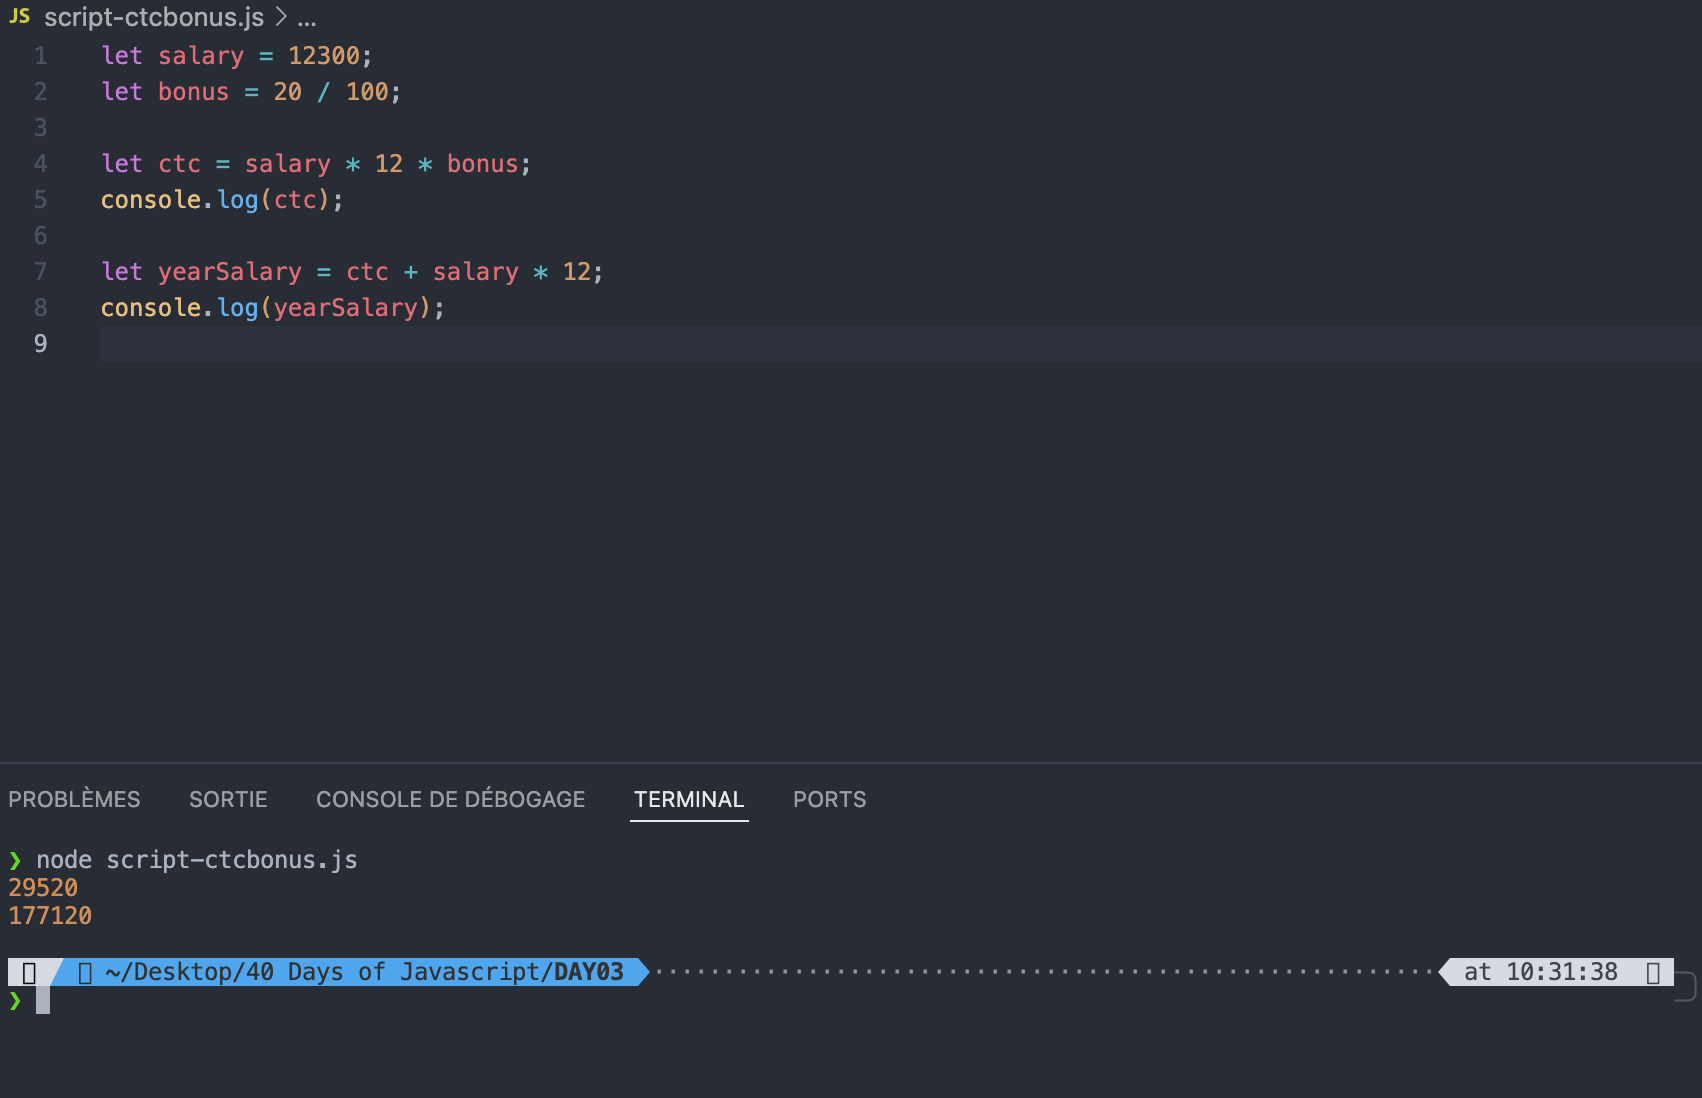 JS script-ctcbonus.js > ...
1 let salary = 12300;
2 let bonus = 20 / 100;
3
4 let ctc = salary * 12 * bonus;
5 console.log(ctc);
6
7 let yearSalary = ctc + salary * 12;
8 console.log(yearSalary);
9
PROBLÈMES SORTIE CONSOLE DE DÉBOGAGE TERMINAL PORTS
❯ node script-ctcbonus.js
29520
177120
~/Desktop/40 Days of Javascript/DAY03 at 10:31:38
❯